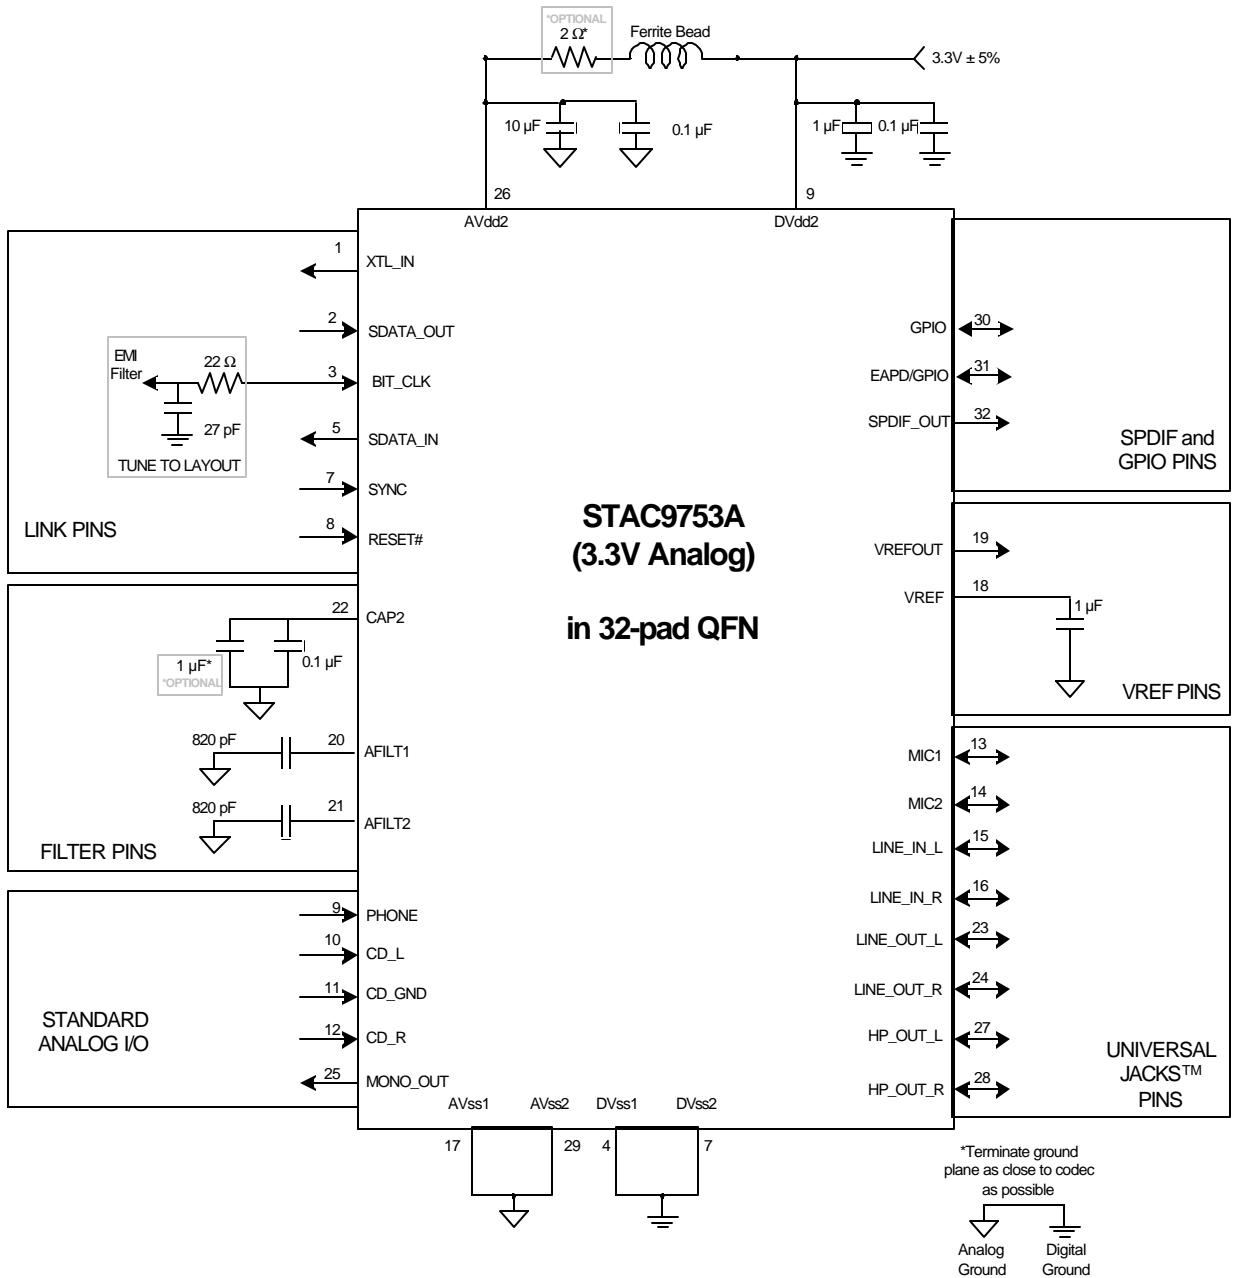 *OPTIONAL
2 Ω*
Ferrite Bead
3.3V ± 5%
10 µF
0.1 µF
1 µF
0.1 µF
26
9
AVdd2
DVdd2
1
XTL_IN
2
SDATA_OUT
EMI
Filter
22 Ω
3
BIT_CLK
27 pF
TUNE TO LAYOUT
5
SDATA_IN
7
SYNC
8
RESET#
LINK PINS
GPIO
30
EAPD/GPIO
31
SPDIF_OUT
32
SPDIF and
GPIO PINS
STAC9753A
(3.3V Analog)
in 32-pad QFN
VREFOUT
19
VREF
18
1 µF
VREF PINS
22
CAP2
1 µF*
*OPTIONAL
0.1 µF
820 pF
20
AFILT1
820 pF
21
AFILT2
FILTER PINS
MIC1
13
MIC2
14
LINE_IN_L
15
LINE_IN_R
16
LINE_OUT_L
23
LINE_OUT_R
24
HP_OUT_L
27
HP_OUT_R
28
UNIVERSAL
JACKS™
PINS
9
PHONE
10
CD_L
11
CD_GND
12
CD_R
25
MONO_OUT
STANDARD
ANALOG I/O
AVss1
AVss2
DVss1
DVss2
17
29
4
7
*Terminate ground
plane as close to codec
as possible
Analog
Ground
Digital
Ground